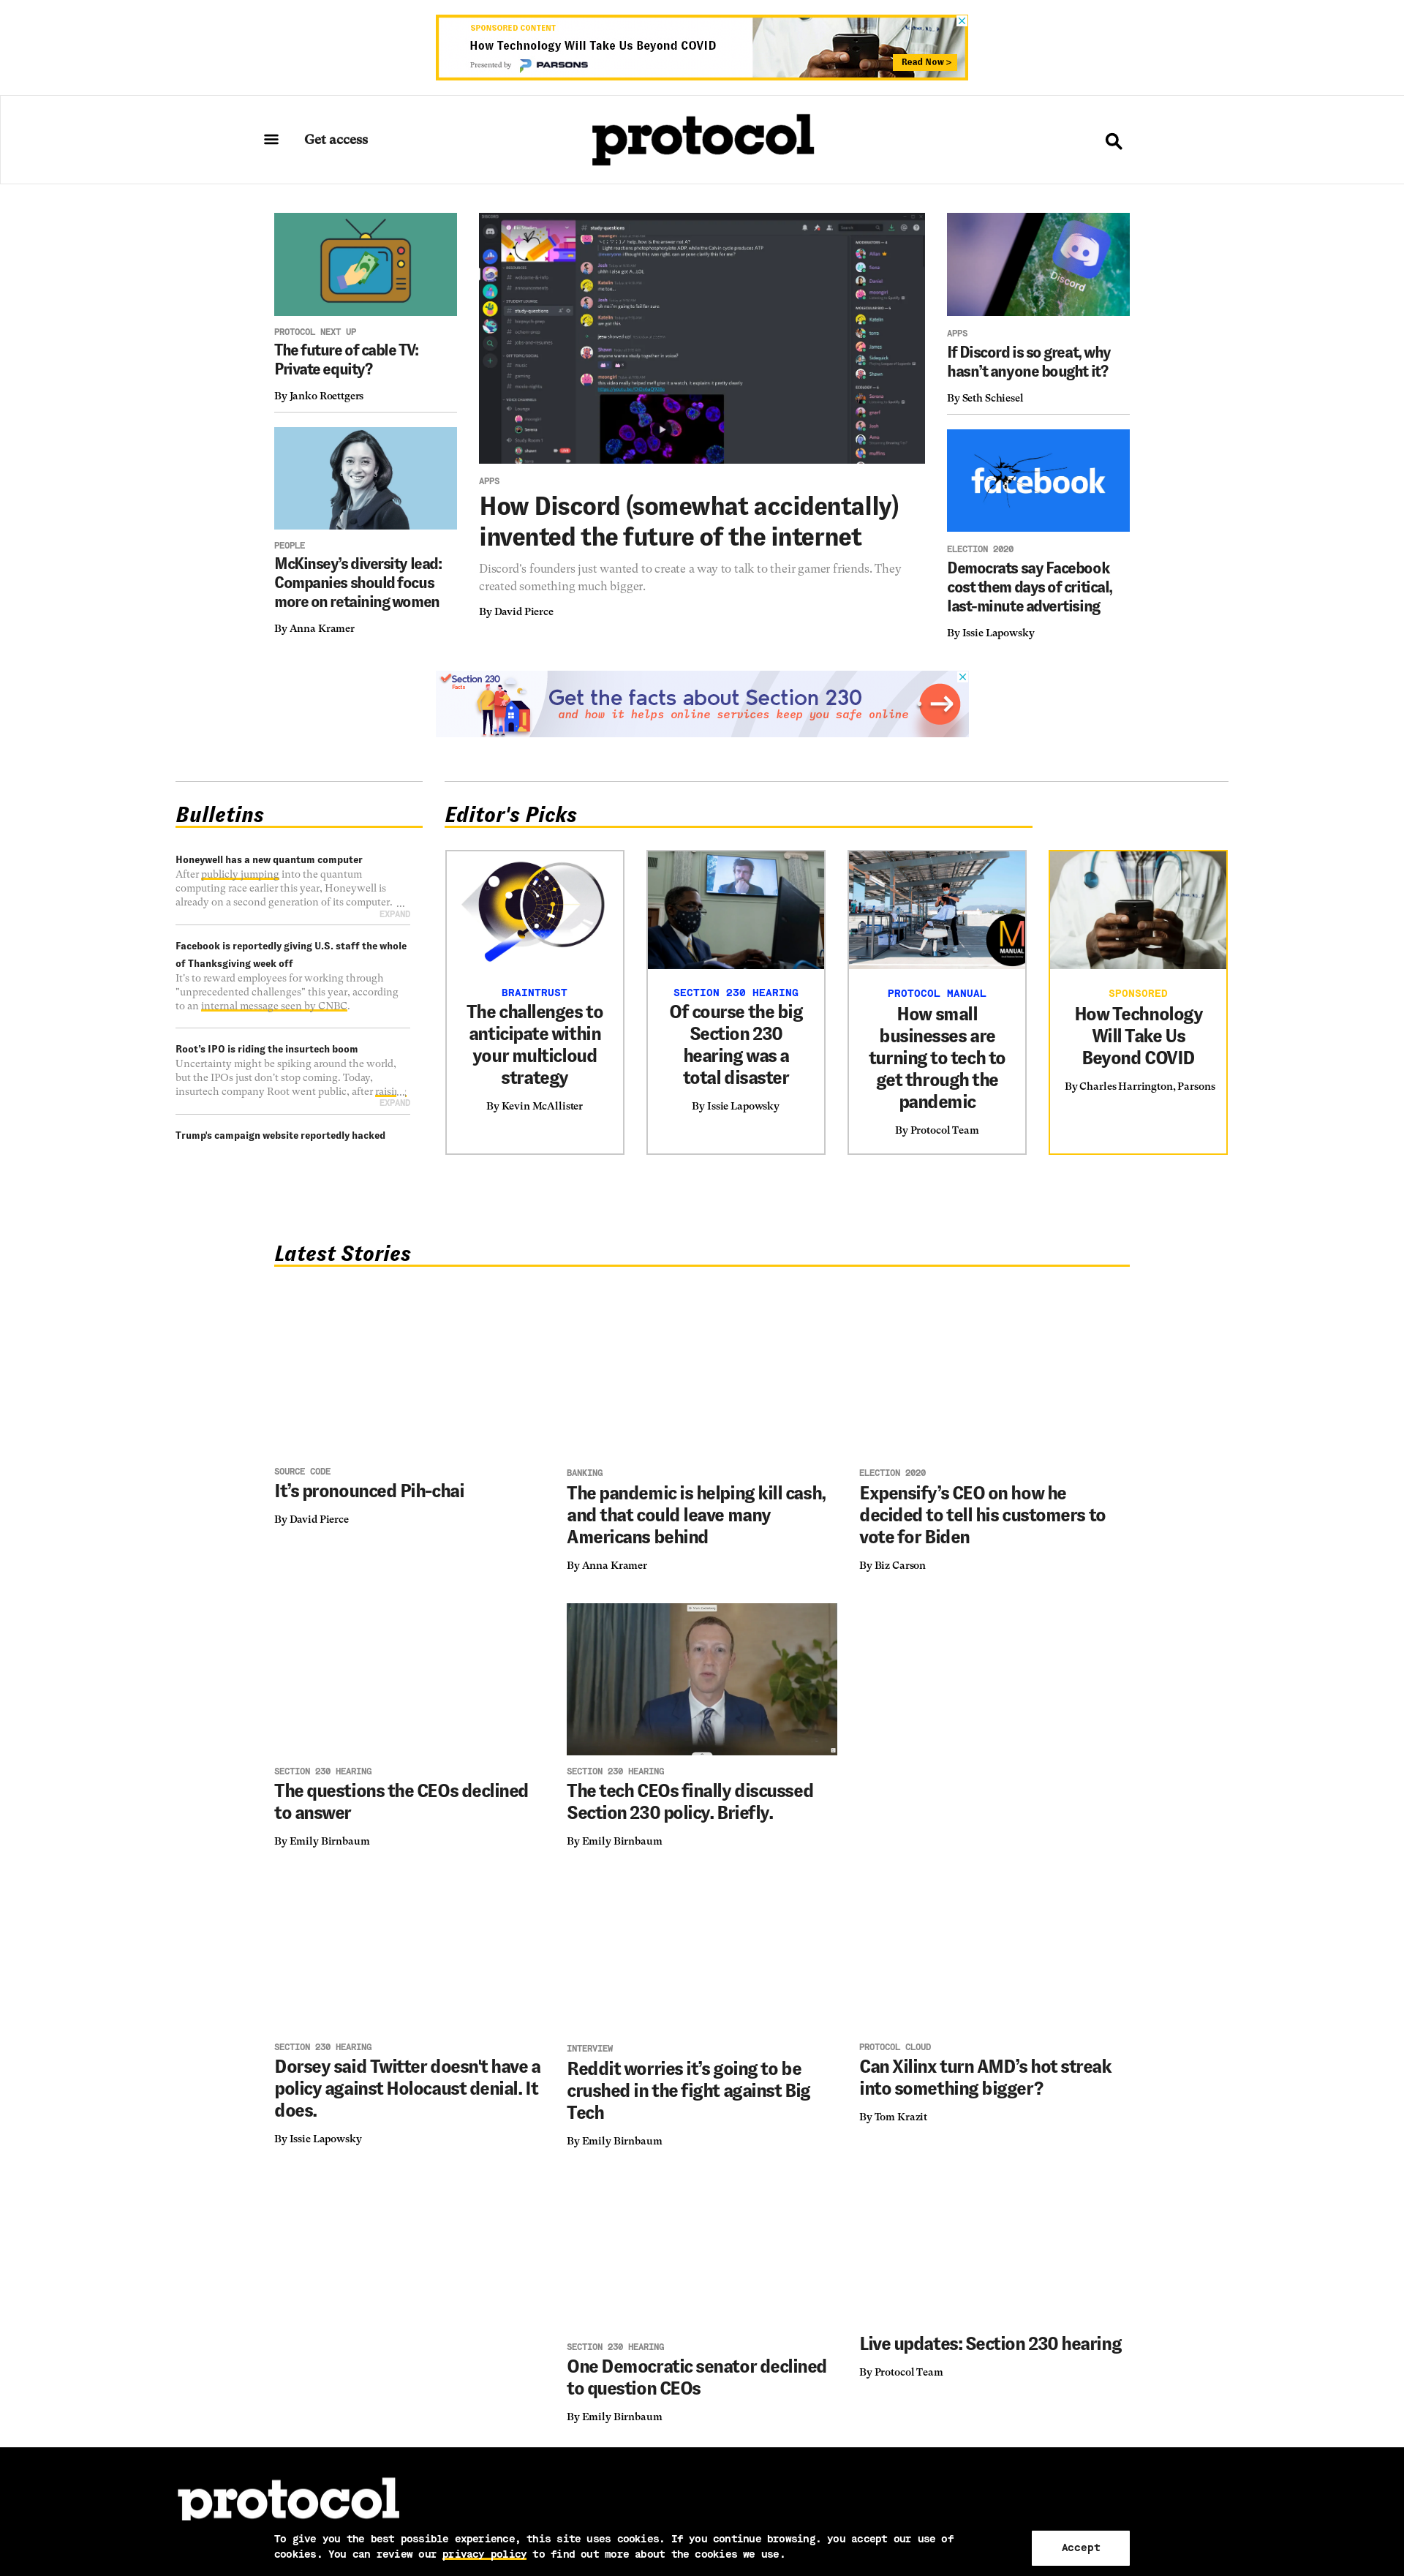 SPONSORED CONTENT
How Technology Will Take Us Beyond COVID
Presented by PARSONS
Read Now >
Get access
protocol
PROTOCOL NEXT UP
The future of cable TV:
Private equity?
By Janko Roettgers
PEOPLE
McKinsey's diversity lead:
Companies should focus
more on retaining women
By Anna Kramer
study-questions
APPS
How Discord (somewhat accidentally)
invented the future of the internet
Discord's founders just wanted to create a way to talk to their gamer friends. They
created something much bigger.
By David Pierce
Discord
APPS
If Discord is so great, why
hasn't anyone bought it?
By Seth Schiesel
facebook
ELECTION 2020
Democrats say Facebook
cost them days of critical,
last-minute advertising
By Issie Lapowsky
Section 230
Facts
Get the facts about Section 230
and how it helps online services keep you safe online
Bulletins
Honeywell has a new quantum computer
After publicly jumping into the quantum
computing race earlier this year, Honeywell is
already on a second generation of its computer. ...
EXPAND
Facebook is reportedly giving U.S. staff the whole
of Thanksgiving week off
It's to reward employees for working through
"unprecedented challenges" this year, according
to an internal message seen by CNBC.
Root's IPO is riding the insurtech boom
Uncertainty might be spiking around the world,
but the IPOs just don't stop coming. Today,
insurtech company Root went public, after raisi...
EXPAND
Trump's campaign website reportedly hacked
Editor's Picks
BRAINTRUST
The challenges to
anticipate within
your multicloud
strategy
By Kevin McAllister
SECTION 230 HEARING
Of course the big
Section 230
hearing was a
total disaster
By Issie Lapowsky
M
MANUAL
PROTOCOL MANUAL
How small
businesses are
turning to tech to
get through the
pandemic
By Protocol Team
SPONSORED
How Technology
Will Take Us
Beyond COVID
By Charles Harrington, Parsons
Latest Stories
SOURCE CODE
It's pronounced Pih-chai
By David Pierce
BANKING
The pandemic is helping kill cash,
and that could leave many
Americans behind
By Anna Kramer
ELECTION 2020
Expensify's CEO on how he
decided to tell his customers to
vote for Biden
By Biz Carson
SECTION 230 HEARING
The questions the CEOs declined
to answer
By Emily Birnbaum
SECTION 230 HEARING
The tech CEOs finally discussed
Section 230 policy. Briefly.
By Emily Birnbaum
SECTION 230 HEARING
Dorsey said Twitter doesn't have a
policy against Holocaust denial. It
does.
By Issie Lapowsky
INTERVIEW
Reddit worries it's going to be
crushed in the fight against Big
Tech
By Emily Birnbaum
PROTOCOL CLOUD
Can Xilinx turn AMD's hot streak
into something bigger?
By Tom Krazit
SECTION 230 HEARING
One Democratic senator declined
to question CEOs
By Emily Birnbaum
Live updates: Section 230 hearing
By Protocol Team
protocol
To give you the best possible experience, this site uses cookies. If you continue browsing. you accept our use of
cookies. You can review our privacy policy to find out more about the cookies we use.
Accept